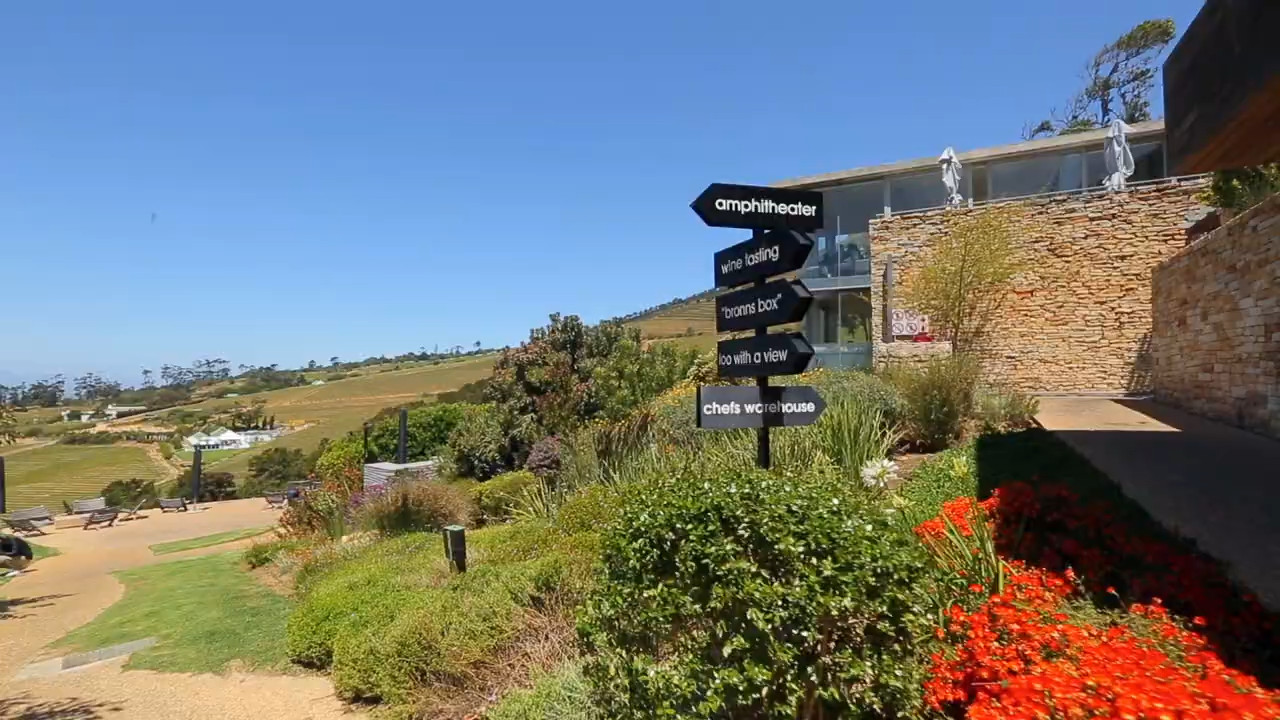 amphitheater
wine tasting
"bronns box"
loo with a view
chefs warehouse